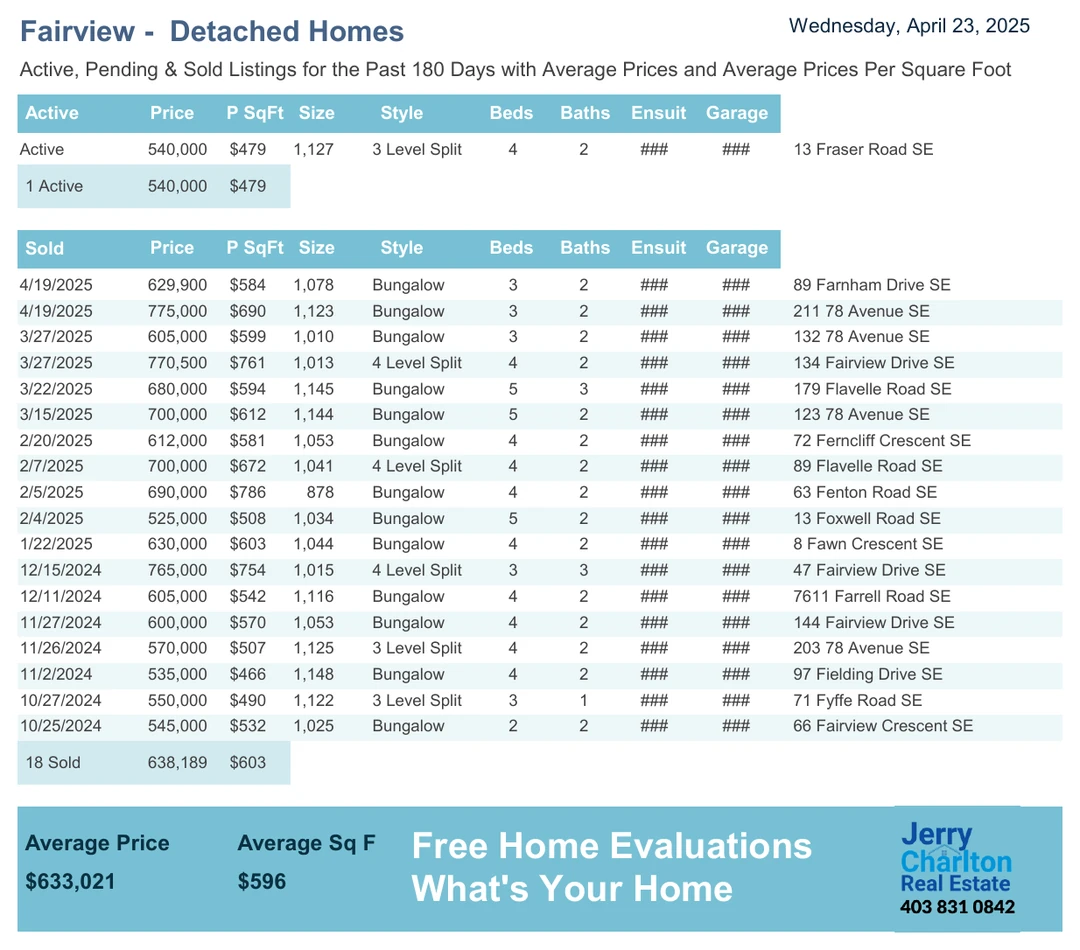 Fairview -  Detached Homes
Wednesday, April 23, 2025
Active, Pending & Sold Listings for the Past 180 Days with Average Prices and Average Prices Per Square Foot
Active Price P SqFt Size Style Beds Baths Ensuit Garage
Active 540,000 $479 1,127 3 Level Split 4 2 ### ### 13 Fraser Road SE
1 Active 540,000 $479
Sold Price P SqFt Size Style Beds Baths Ensuit Garage
4/19/2025 629,900 $584 1,078 Bungalow 3 2 ### ### 89 Farnham Drive SE
4/19/2025 775,000 $690 1,123 Bungalow 3 2 ### ### 211 78 Avenue SE
3/27/2025 605,000 $599 1,010 Bungalow 3 2 ### ### 132 78 Avenue SE
3/27/2025 770,500 $761 1,013 4 Level Split 4 2 ### ### 134 Fairview Drive SE
3/22/2025 680,000 $594 1,145 Bungalow 5 3 ### ### 179 Flavelle Road SE
3/15/2025 700,000 $612 1,144 Bungalow 5 2 ### ### 123 78 Avenue SE
2/20/2025 612,000 $581 1,053 Bungalow 4 2 ### ### 72 Ferncliff Crescent SE
2/7/2025 700,000 $672 1,041 4 Level Split 4 2 ### ### 89 Flavelle Road SE
2/5/2025 690,000 $786 878 Bungalow 4 2 ### ### 63 Fenton Road SE
2/4/2025 525,000 $508 1,034 Bungalow 5 2 ### ### 13 Foxwell Road SE
1/22/2025 630,000 $603 1,044 Bungalow 4 2 ### ### 8 Fawn Crescent SE
12/15/2024 765,000 $754 1,015 4 Level Split 3 3 ### ### 47 Fairview Drive SE
12/11/2024 605,000 $542 1,116 Bungalow 4 2 ### ### 7611 Farrell Road SE
11/27/2024 600,000 $570 1,053 Bungalow 4 2 ### ### 144 Fairview Drive SE
11/26/2024 570,000 $507 1,125 3 Level Split 4 2 ### ### 203 78 Avenue SE
11/2/2024 535,000 $466 1,148 Bungalow 4 2 ### ### 97 Fielding Drive SE
10/27/2024 550,000 $490 1,122 3 Level Split 3 1 ### ### 71 Fyffe Road SE
10/25/2024 545,000 $532 1,025 Bungalow 2 2 ### ### 66 Fairview Crescent SE
18 Sold 638,189 $603
Average Price Average Sq F
$633,021 $596
Free Home Evaluations
What's Your Home
Jerry
Charlton
Real Estate
403 831 0842